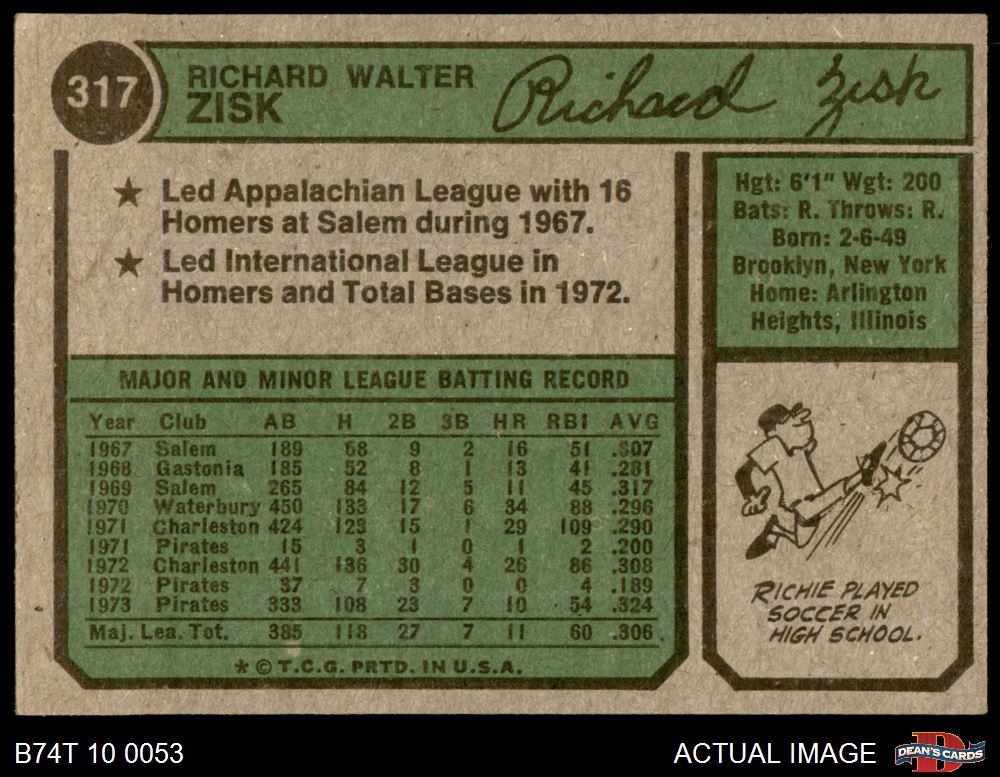 317
RICHARD WALTER
ZISK
Richard Zisk
★ Led Appalachian League with 16
Homers at Salem during 1967.
★ Led International League in
Homers and Total Bases in 1972.
Hgt: 6'1" Wgt: 200
Bats: R. Throws: R.
Born: 2-6-49
Brooklyn, New York
Home: Arlington
Heights, Illinois
MAJOR AND MINOR LEAGUE BATTING RECORD
Year Club AB H 2B 3B HR RBI AVG
1967 Salem 189 58 9 2 16 51 .307
1968 Gastonia 185 52 8 1 13 41 .281
1969 Salem 265 84 12 5 11 45 .317
1970 Waterbury 450 133 17 6 34 88 .296
1971 Charleston 424 123 15 1 29 109 .290
1971 Pirates 15 3 1 0 1 2 .200
1972 Charleston 441 136 30 4 26 86 .308
1972 Pirates 37 7 3 0 0 4 .189
1973 Pirates 333 108 23 7 10 54 .324
Maj. Lea. Tot. 385 118 27 7 11 60 .306
* © T.C.G. PRTD. IN U.S.A.
RICHIE PLAYED
SOCCER IN
HIGH SCHOOL.
B74T 10 0053
ACTUAL IMAGE
DEAN'S CARDS